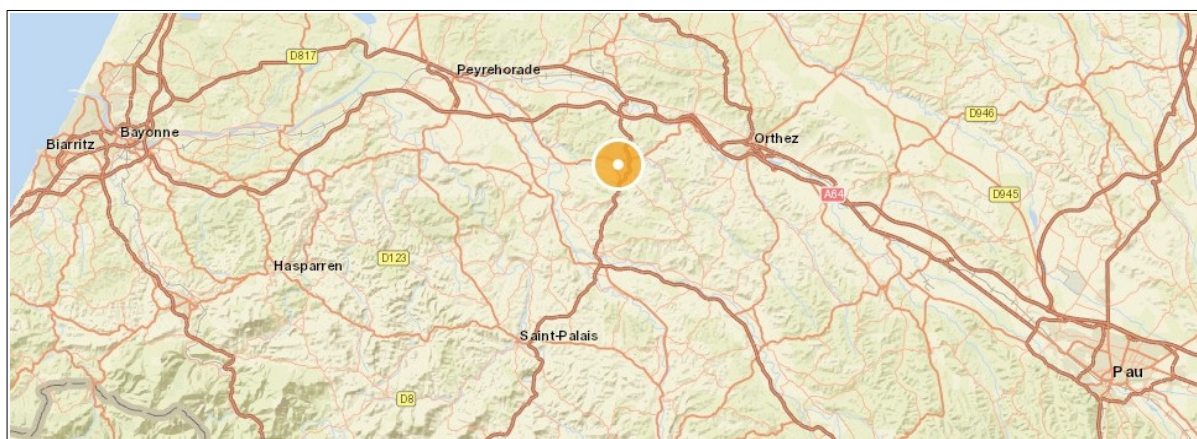 D817
Peyrehorade
D946
Bayonne
Biarritz
Orthez
A64
D945
D123
Hasparren
Saint-Palais
Pau
D8